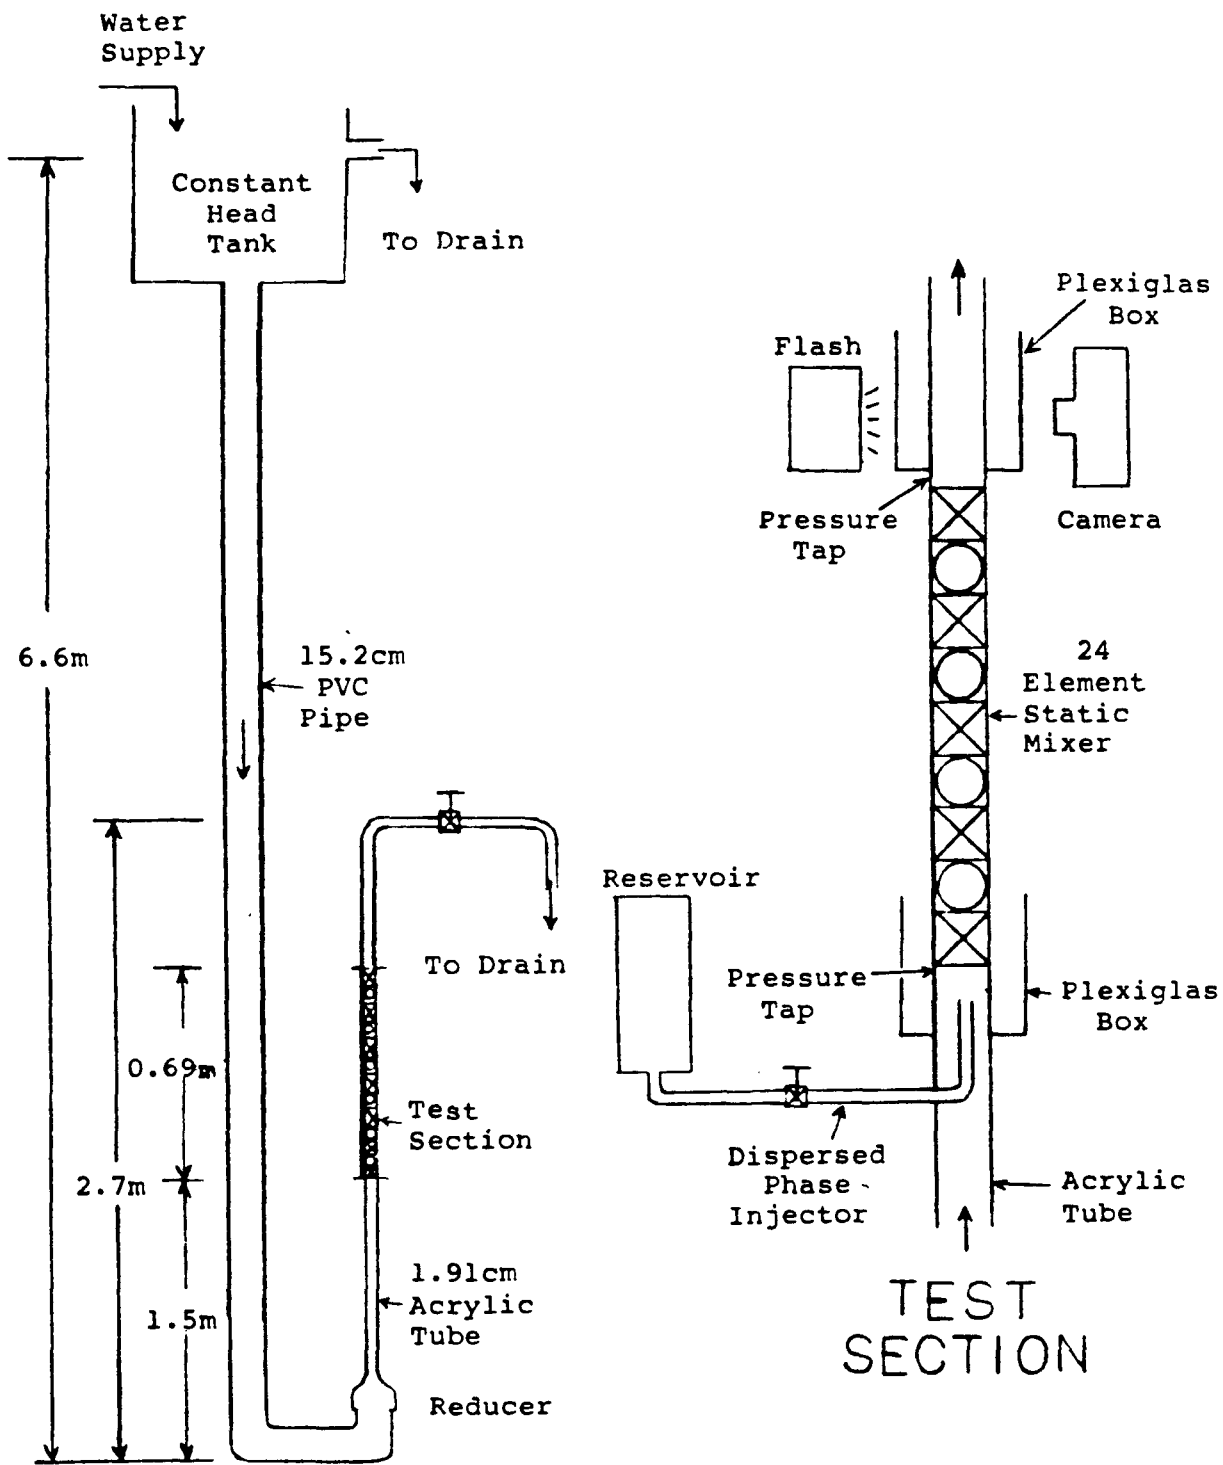 Water
Supply
Constant
Head
Tank
To Drain
6.6m
15.2cm
PVC
Pipe
To Drain
0.69m
Test
Section
2.7m
1.91cm
Acrylic
Tube
1.5m
Reducer
Plexiglas
Box
Flash
Pressure
Tap
Camera
24
Element
Static
Mixer
Reservoir
Pressure
Tap
Plexiglas
Box
Dispersed
Phase
Injector
Acrylic
Tube
TEST
SECTION